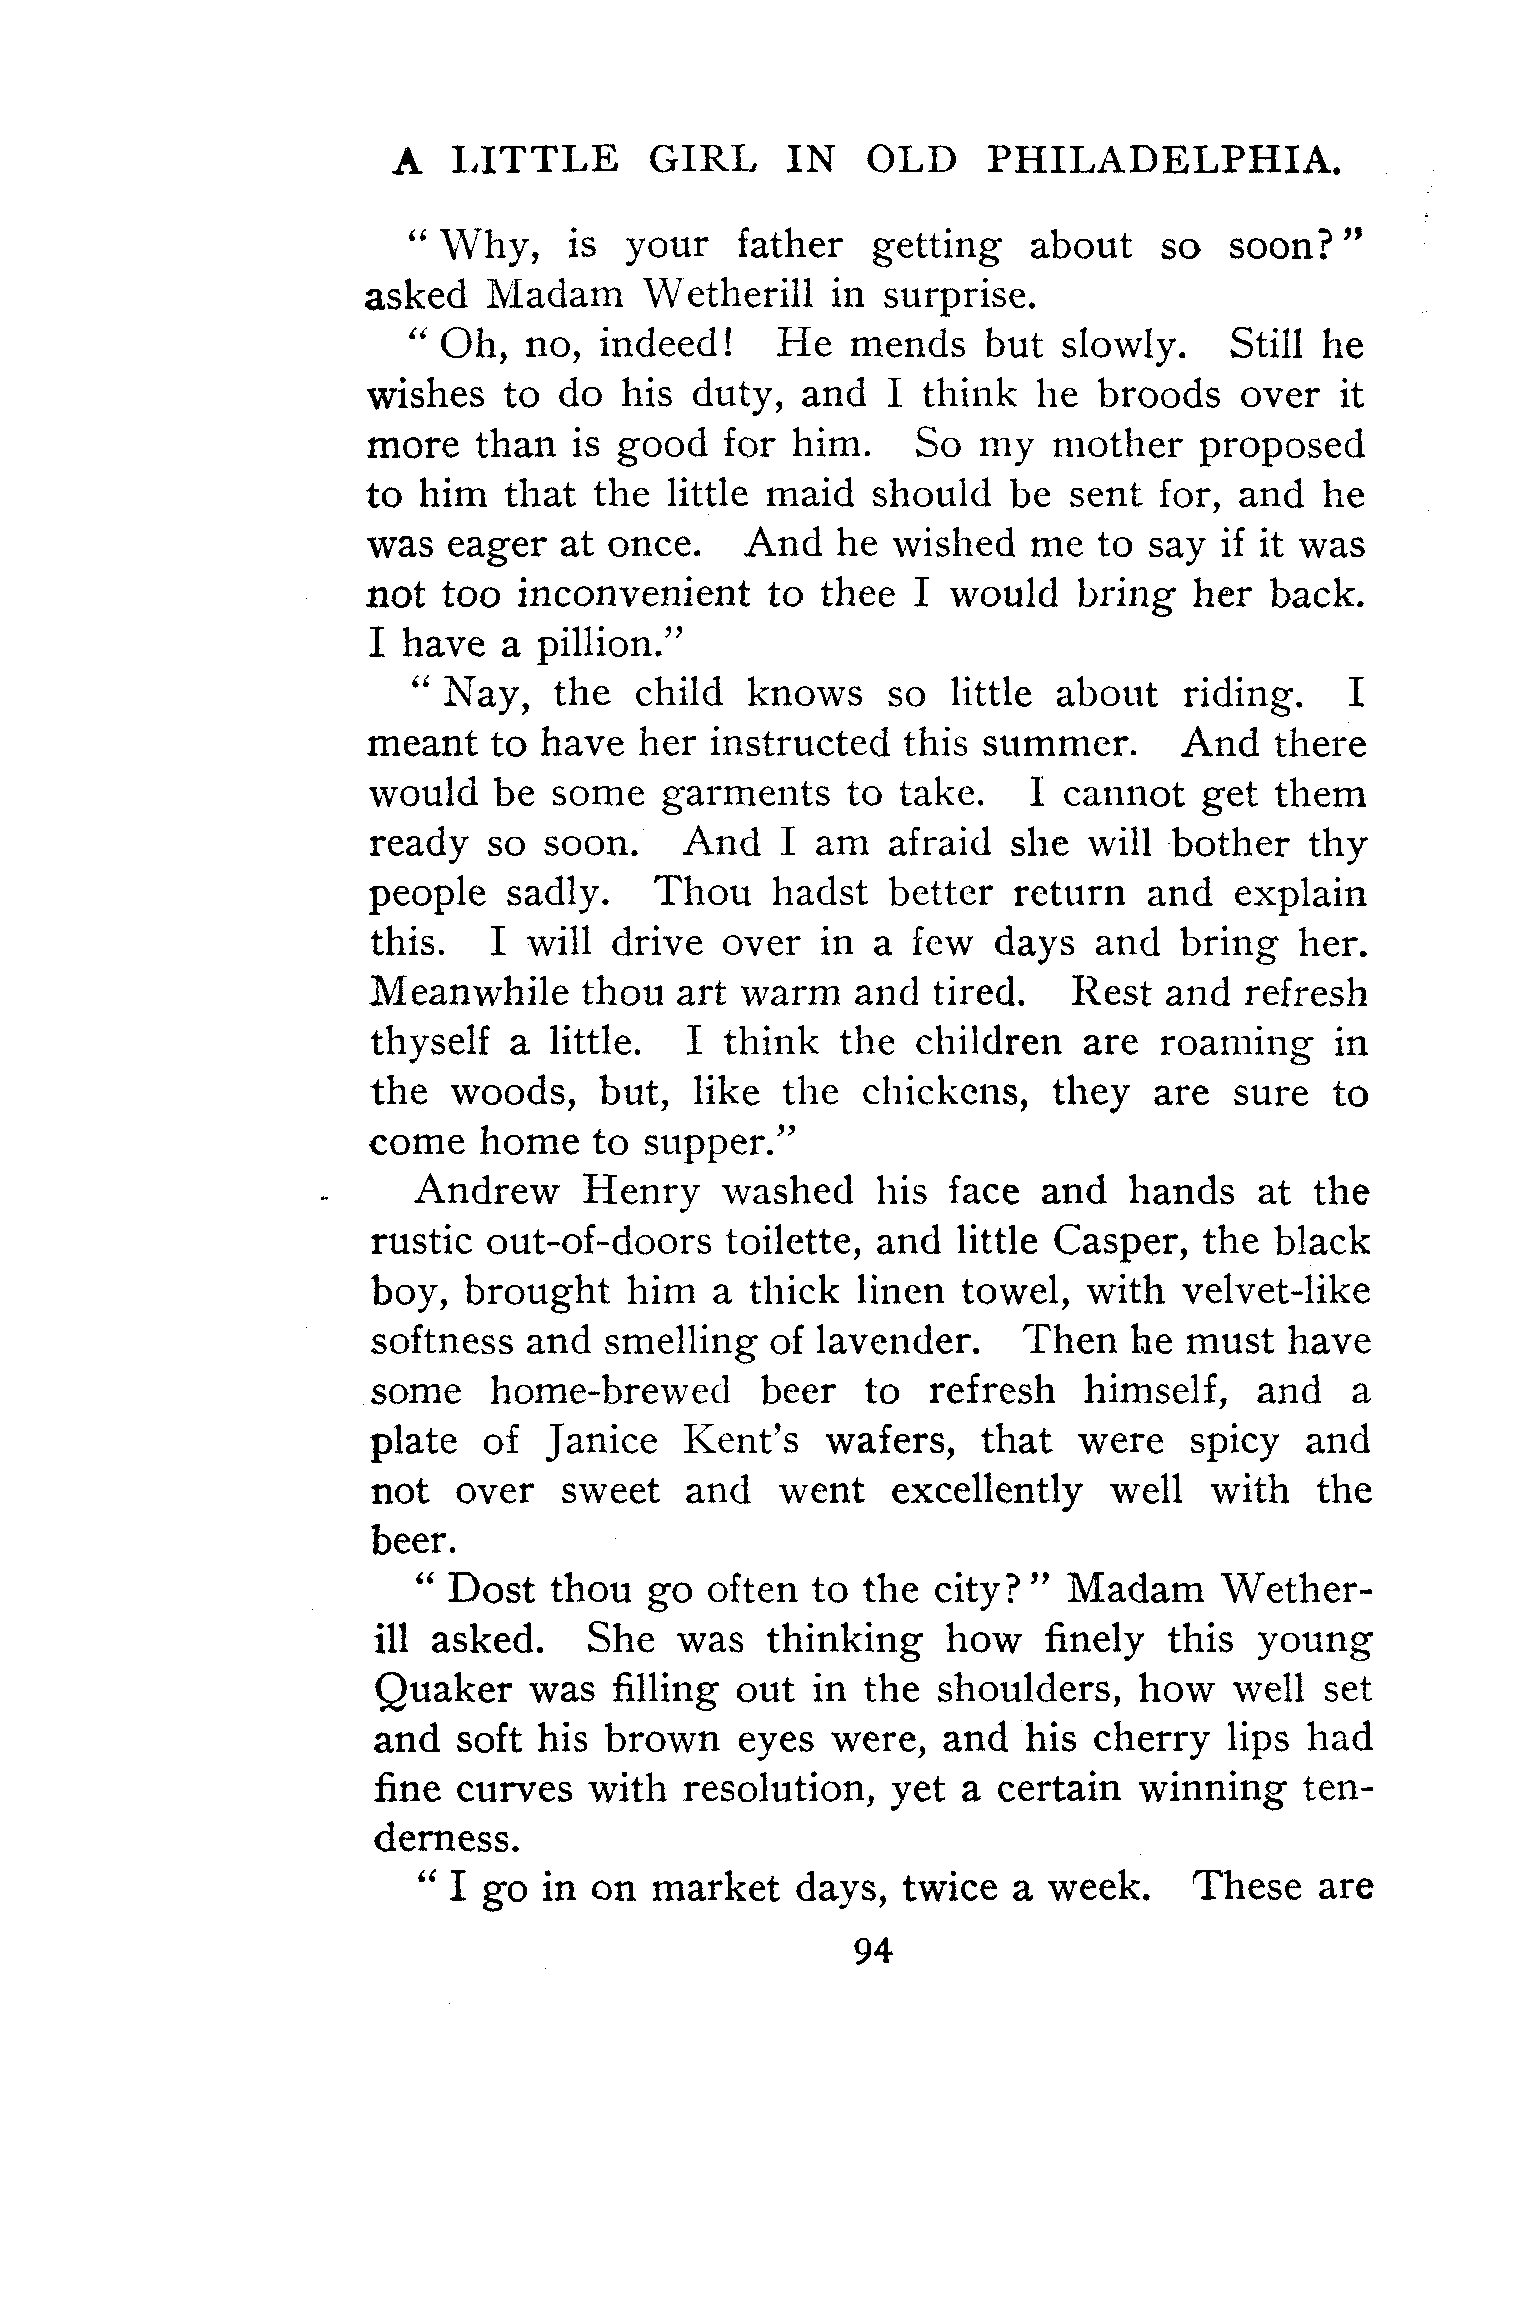 A LITTLE GIRL IN OLD PHILADELPHIA.
“ Why, is your father getting about so soon? ”
asked Madam Wetherill in surprise.
“ Oh, no, indeed! He mends but slowly. Still he
wishes to do his duty, and I think he broods over it
more than is good for him. So my mother proposed
to him that the little maid should be sent for, and he
was eager at once. And he wished me to say if it was
not too inconvenient to thee I would bring her back.
I have a pillion.”
“ Nay, the child knows so little about riding. I
meant to have her instructed this summer. And there
would be some garments to take. I cannot get them
ready so soon. And I am afraid she will bother thy
people sadly. Thou hadst better return and explain
this. I will drive over in a few days and bring her.
Meanwhile thou art warm and tired. Rest and refresh
thyself a little. I think the children are roaming in
the woods, but, like the chickens, they are sure to
come home to supper.”
Andrew Henry washed his face and hands at the
rustic out-of-doors toilette, and little Casper, the black
boy, brought him a thick linen towel, with velvet-like
softness and smelling of lavender. Then he must have
some home-brewed beer to refresh himself, and a
plate of Janice Kent’s wafers, that were spicy and
not over sweet and went excellently well with the
beer.
“ Dost thou go often to the city? ” Madam Wether-
ill asked. She was thinking how finely this young
Quaker was filling out in the shoulders, how well set
and soft his brown eyes were, and his cherry lips had
fine curves with resolution, yet a certain winning ten-
derness.
“ I go in on market days, twice a week. These are
94